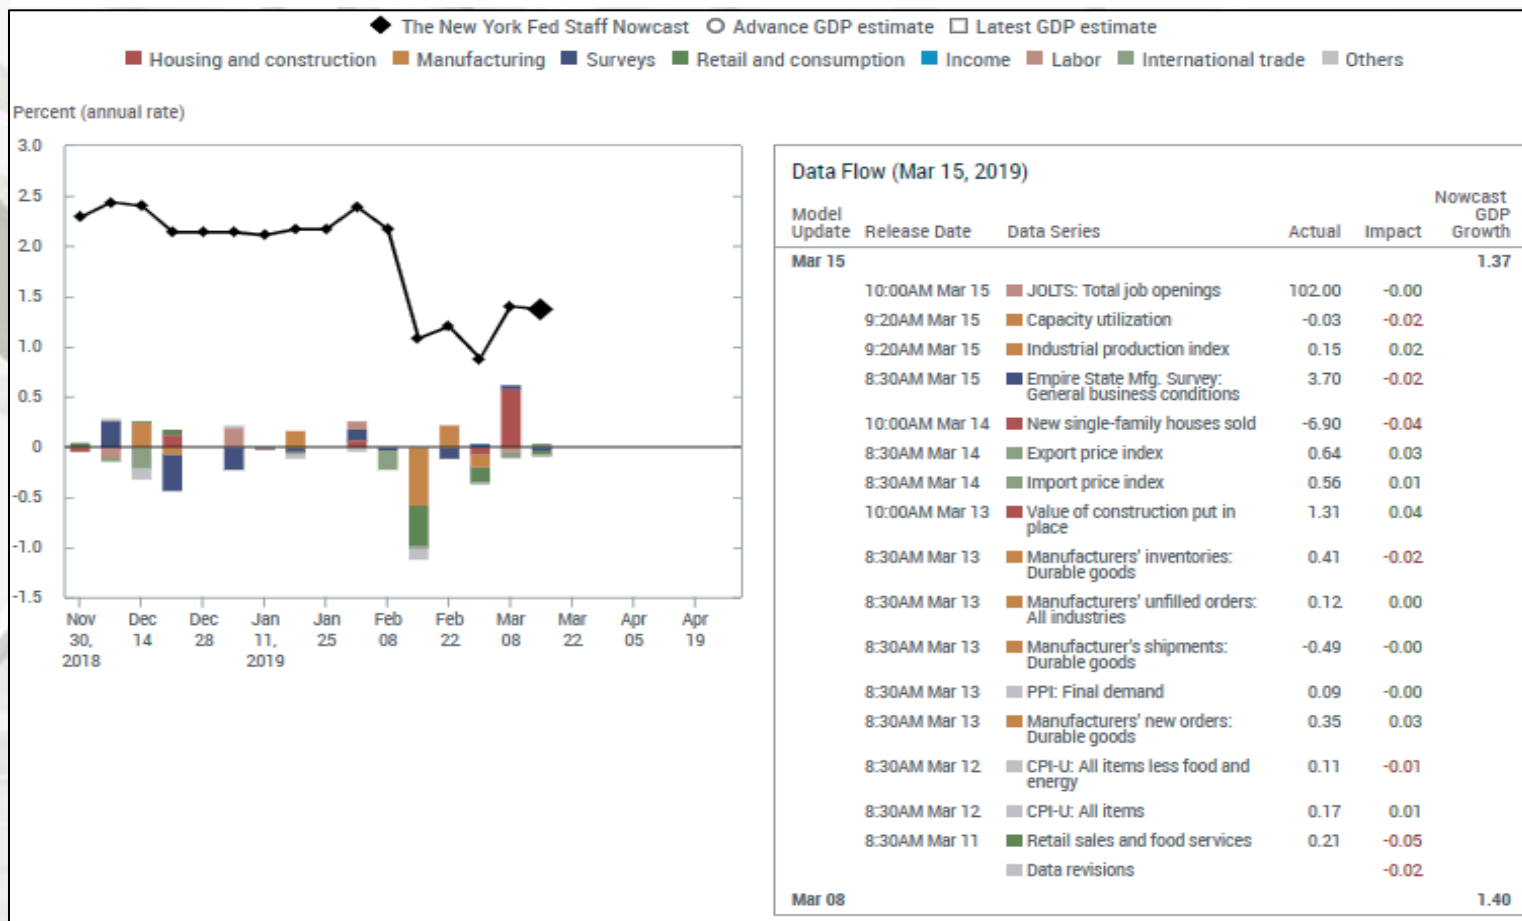 The New York Fed Staff Nowcast Advance GDP estimate Latest GDP estimate
Housing and construction Manufacturing Surveys Retail and consumption Income Labor International trade Others
Percent (annual rate)
3.0
2.5
2.0
1.5
1.0
0.5
0
-0.5
-1.0
-1.5
Nov 30, 2018
Dec 14
Dec 28
Jan 11, 2019
Jan 25
Feb 08
Feb 22
Mar 08
Mar 22
Apr 05
Apr 19
Data Flow (Mar 15, 2019)
Model Update Release Date Data Series Actual Impact Nowcast GDP Growth
Mar 15 1.37
10:00AM Mar 15 JOLTS: Total job openings 102.00 -0.00
9:20AM Mar 15 Capacity utilization -0.03 -0.02
9:20AM Mar 15 Industrial production index 0.15 0.02
8:30AM Mar 15 Empire State Mfg. Survey: 3.70 -0.02
General business conditions
10:00AM Mar 14 New single-family houses sold -6.90 -0.04
8:30AM Mar 14 Export price index 0.64 0.03
8:30AM Mar 14 Import price index 0.56 0.01
10:00AM Mar 13 Value of construction put in 1.31 0.04
place
8:30AM Mar 13 Manufacturers' inventories: 0.41 -0.02
Durable goods
8:30AM Mar 13 Manufacturers' unfilled orders: 0.12 0.00
All industries
8:30AM Mar 13 Manufacturer's shipments: -0.49 -0.00
Durable goods
8:30AM Mar 13 PPI: Final demand 0.09 -0.00
8:30AM Mar 13 Manufacturers' new orders: 0.35 0.03
Durable goods
8:30AM Mar 12 CPI-U: All items less food and 0.11 -0.01
energy
8:30AM Mar 12 CPI-U: All items 0.17 0.01
8:30AM Mar 11 Retail sales and food services 0.21 -0.05
Data revisions -0.02
Mar 08 1.40